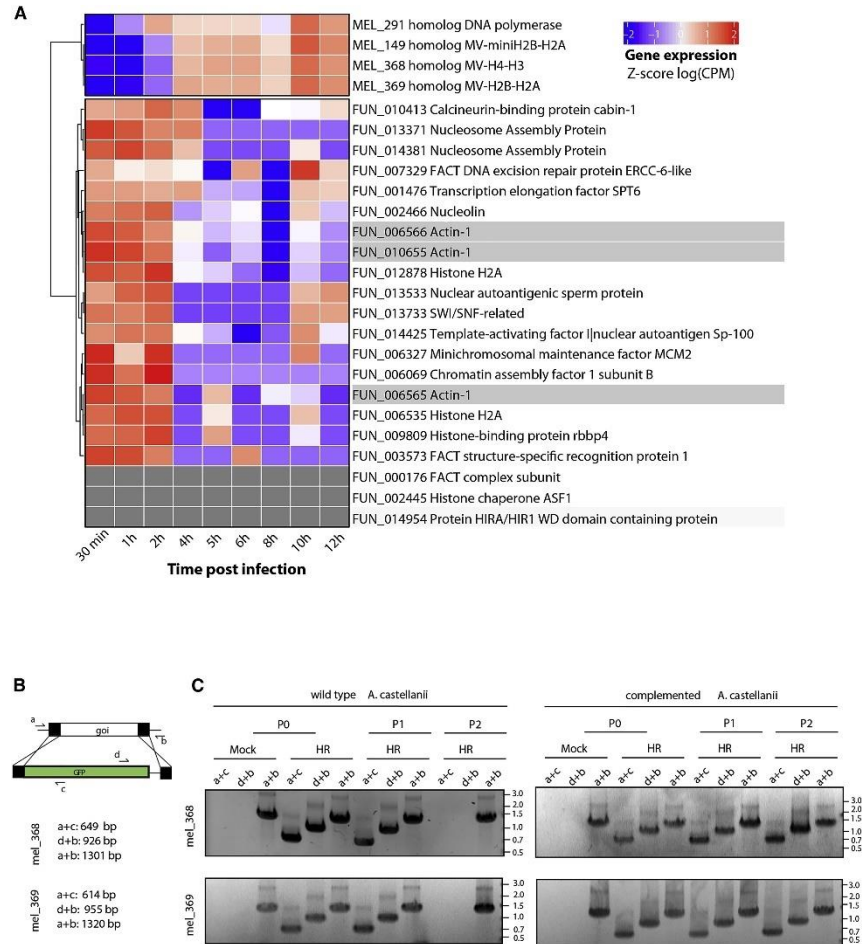 A
MEL_291 homolog DNA polymerase
MEL_149 homolog MV-miniH2B-H2A
MEL_368 homolog MV-H4-H3
MEL_369 homolog MV-H2B-H2A
-2 -1 0 1 2
Gene expression
Z-score log(CPM)
FUN_010413 Calcineurin-binding protein cabin-1
FUN_013371 Nucleosome Assembly Protein
FUN_014381 Nucleosome Assembly Protein
FUN_007329 FACT DNA excision repair protein ERCC-6-like
FUN_001476 Transcription elongation factor SPT6
FUN_002466 Nucleolin
FUN_006566 Actin-1
FUN_010655 Actin-1
FUN_012878 Histone H2A
FUN_013533 Nuclear autoantigenic sperm protein
FUN_013733 SWI/SNF-related
FUN_014425 Template-activating factor I|nuclear autoantigen Sp-100
FUN_006327 Minichromosomal maintenance factor MCM2
FUN_006069 Chromatin assembly factor 1 subunit B
FUN_006565 Actin-1
FUN_006535 Histone H2A
FUN_009809 Histone-binding protein rbbp4
FUN_003573 FACT structure-specific recognition protein 1
FUN_000176 FACT complex subunit
FUN_002445 Histone chaperone ASF1
FUN_014954 Protein HIRA/HIR1 WD domain containing protein
30 min 1h 2h 4h 5h 6h 8h 10h 12h
Time post infection
B
a
goi
b
d
GFP
c
mel_368
a+c: 649 bp
d+b: 926 bp
a+b: 1301 bp
mel_369
a+c: 614 bp
d+b: 955 bp
a+b: 1320 bp
C
wild type A. castellanii
P0 P1 P2
Mock HR HR HR
a+c d+b a+b a+c d+b a+b a+c d+b a+b a+c d+b a+b
mel_368
3.0
2.0
1.5
1.0
0.7
0.5
mel_369
3.0
2.0
1.5
1.0
0.7
0.5
complemented A. castellanii
P0 P1 P2
Mock HR HR HR
a+c d+b a+b a+c d+b a+b a+c d+b a+b a+c d+b a+b
mel_368
3.0
2.0
1.5
1.0
0.7
0.5
mel_369
3.0
2.0
1.5
1.0
0.7
0.5